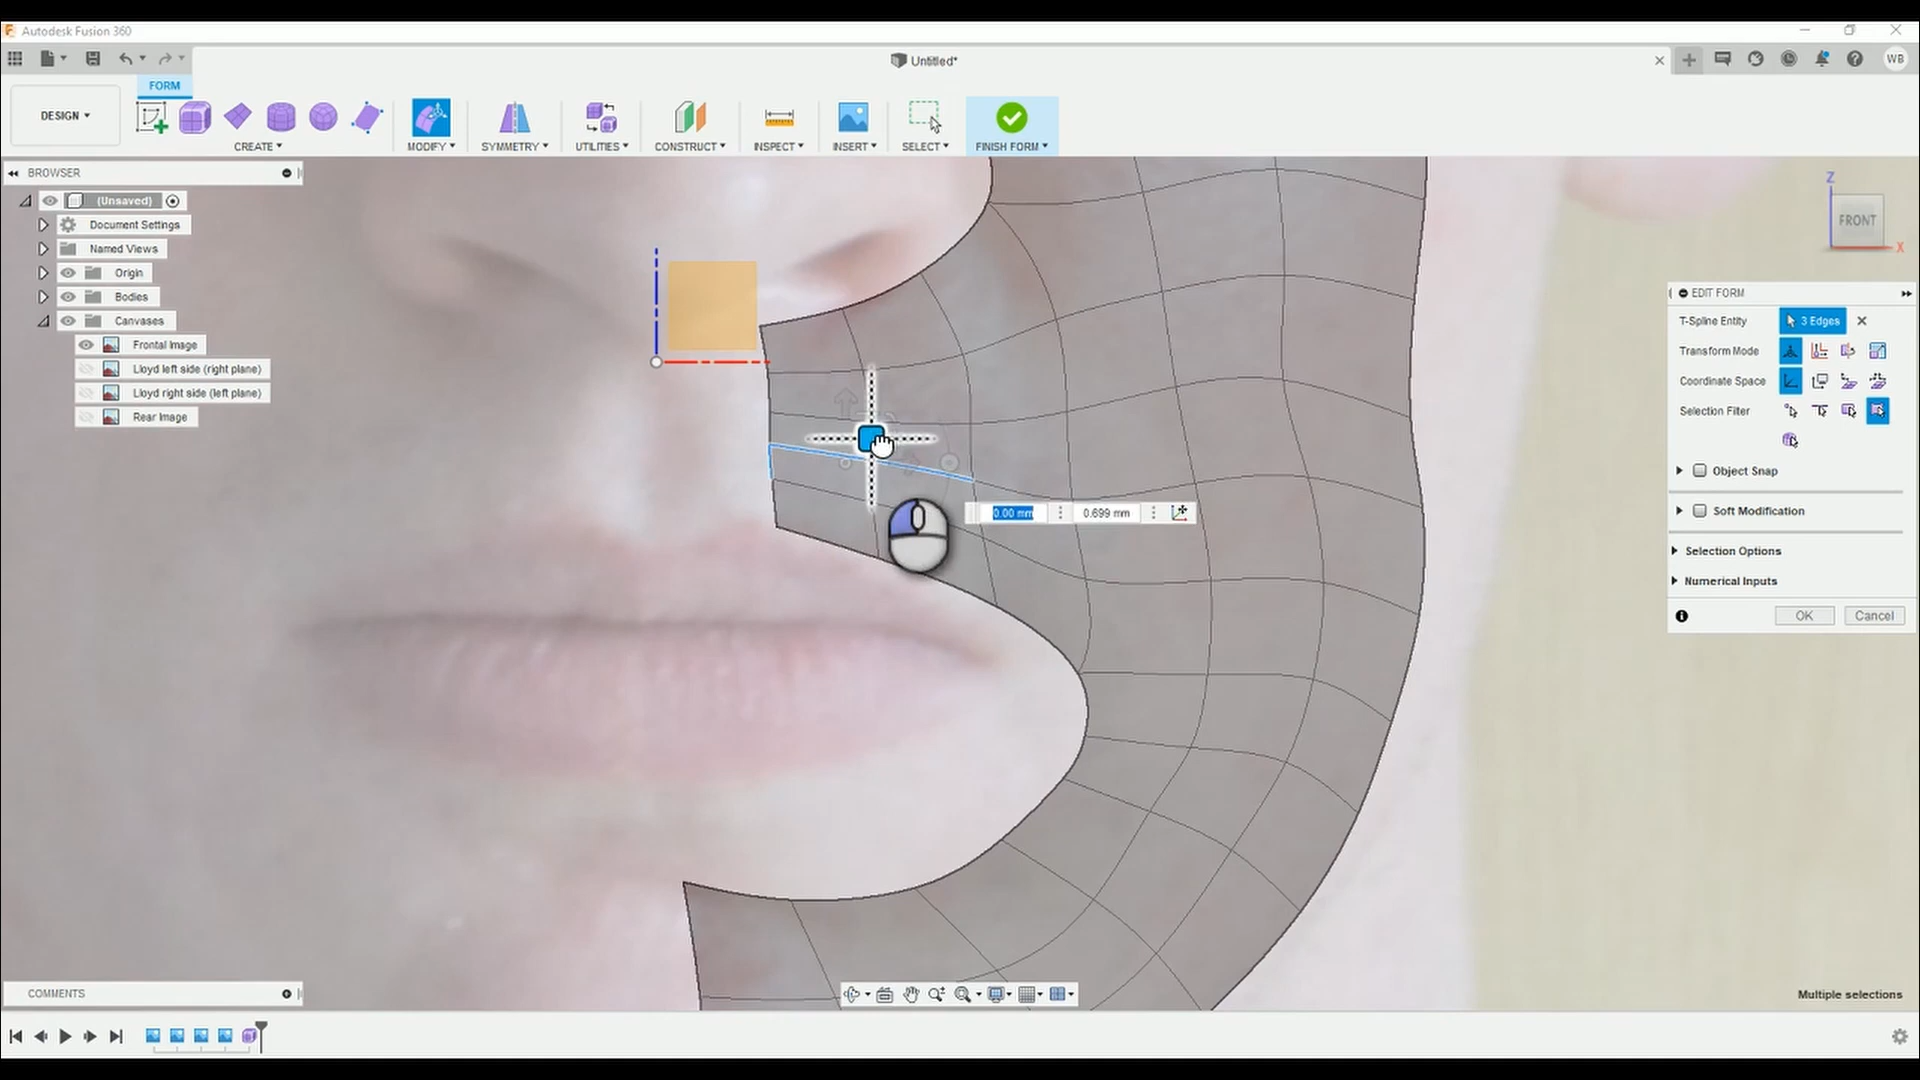 Autodesk Fusion 360
Untitled*
WB
FORM
DESIGN
CREATE
MODIFY
SYMMETRY
UTILITIES
CONSTRUCT
INSPECT
INSERT
SELECT
FINISH FORM
BROWSER
(Unsaved)
Document Settings
Named Views
Origin
Bodies
Canvases
Frontal Image
Lloyd left side (right plane)
Lloyd right side (left plane)
Rear Image
Z
FRONT
X
EDIT FORM
T-Spline Entity
3 Edges
Transform Mode
Coordinate Space
Selection Filter
Object Snap
Soft Modification
Selection Options
Numerical Inputs
OK
Cancel
0.00 mm
0.699 mm
COMMENTS
Multiple selections